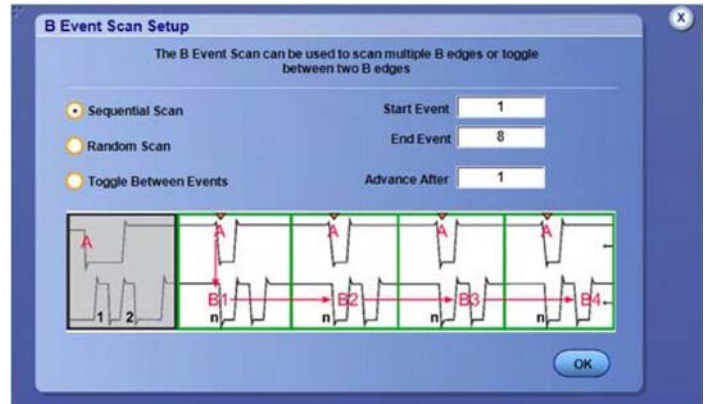 B Event Scan Setup
X
The B Event Scan can be used to scan multiple B edges or toggle
between two B edges
Sequential Scan
Start Event 1
Random Scan
End Event 8
Toggle Between Events
Advance After 1
A A A A A
B1 B2 B3 B4
1 2 n n n n
OK